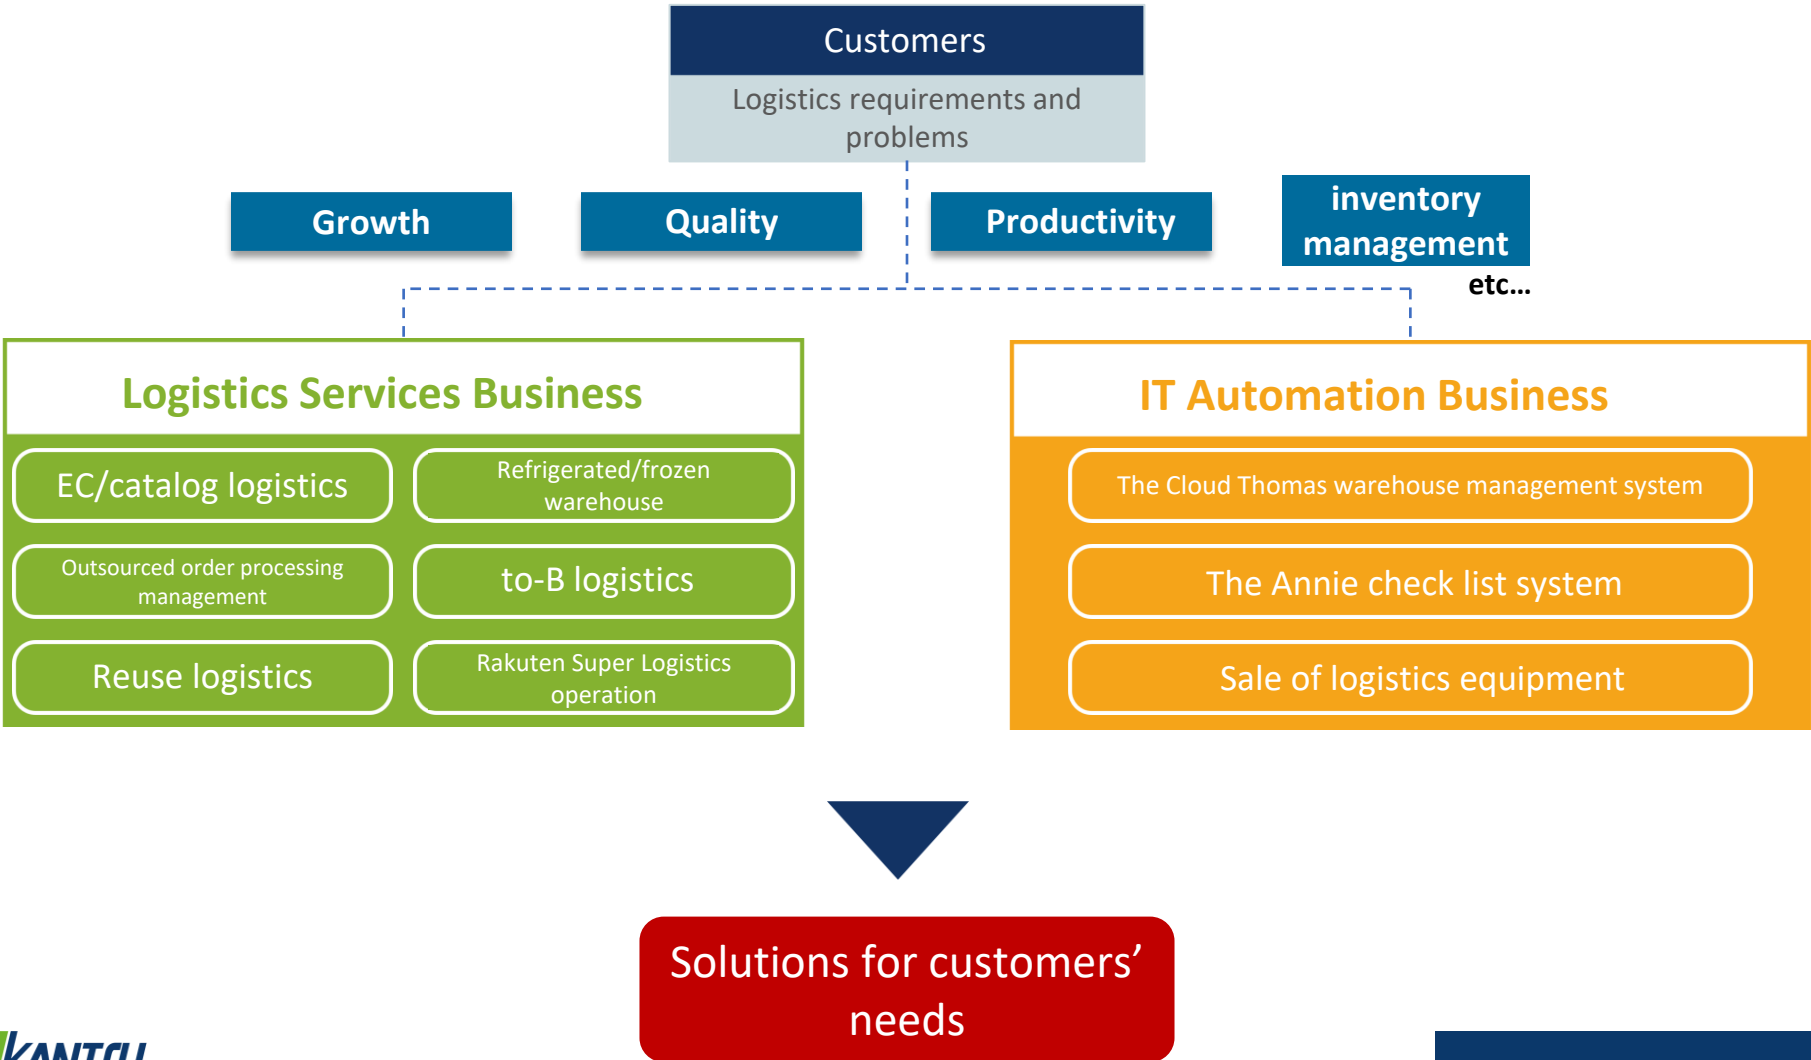 Customers
Logistics requirements and
problems
Growth
Quality
Productivity
inventory
management
etc...
Logistics Services Business
EC/catalog logistics
Refrigerated/frozen
warehouse
Outsourced order processing
management
to-B logistics
Reuse logistics
Rakuten Super Logistics
operation
IT Automation Business
The Cloud Thomas warehouse management system
The Annie check list system
Sale of logistics equipment
Solutions for customers’
needs
KANTSU